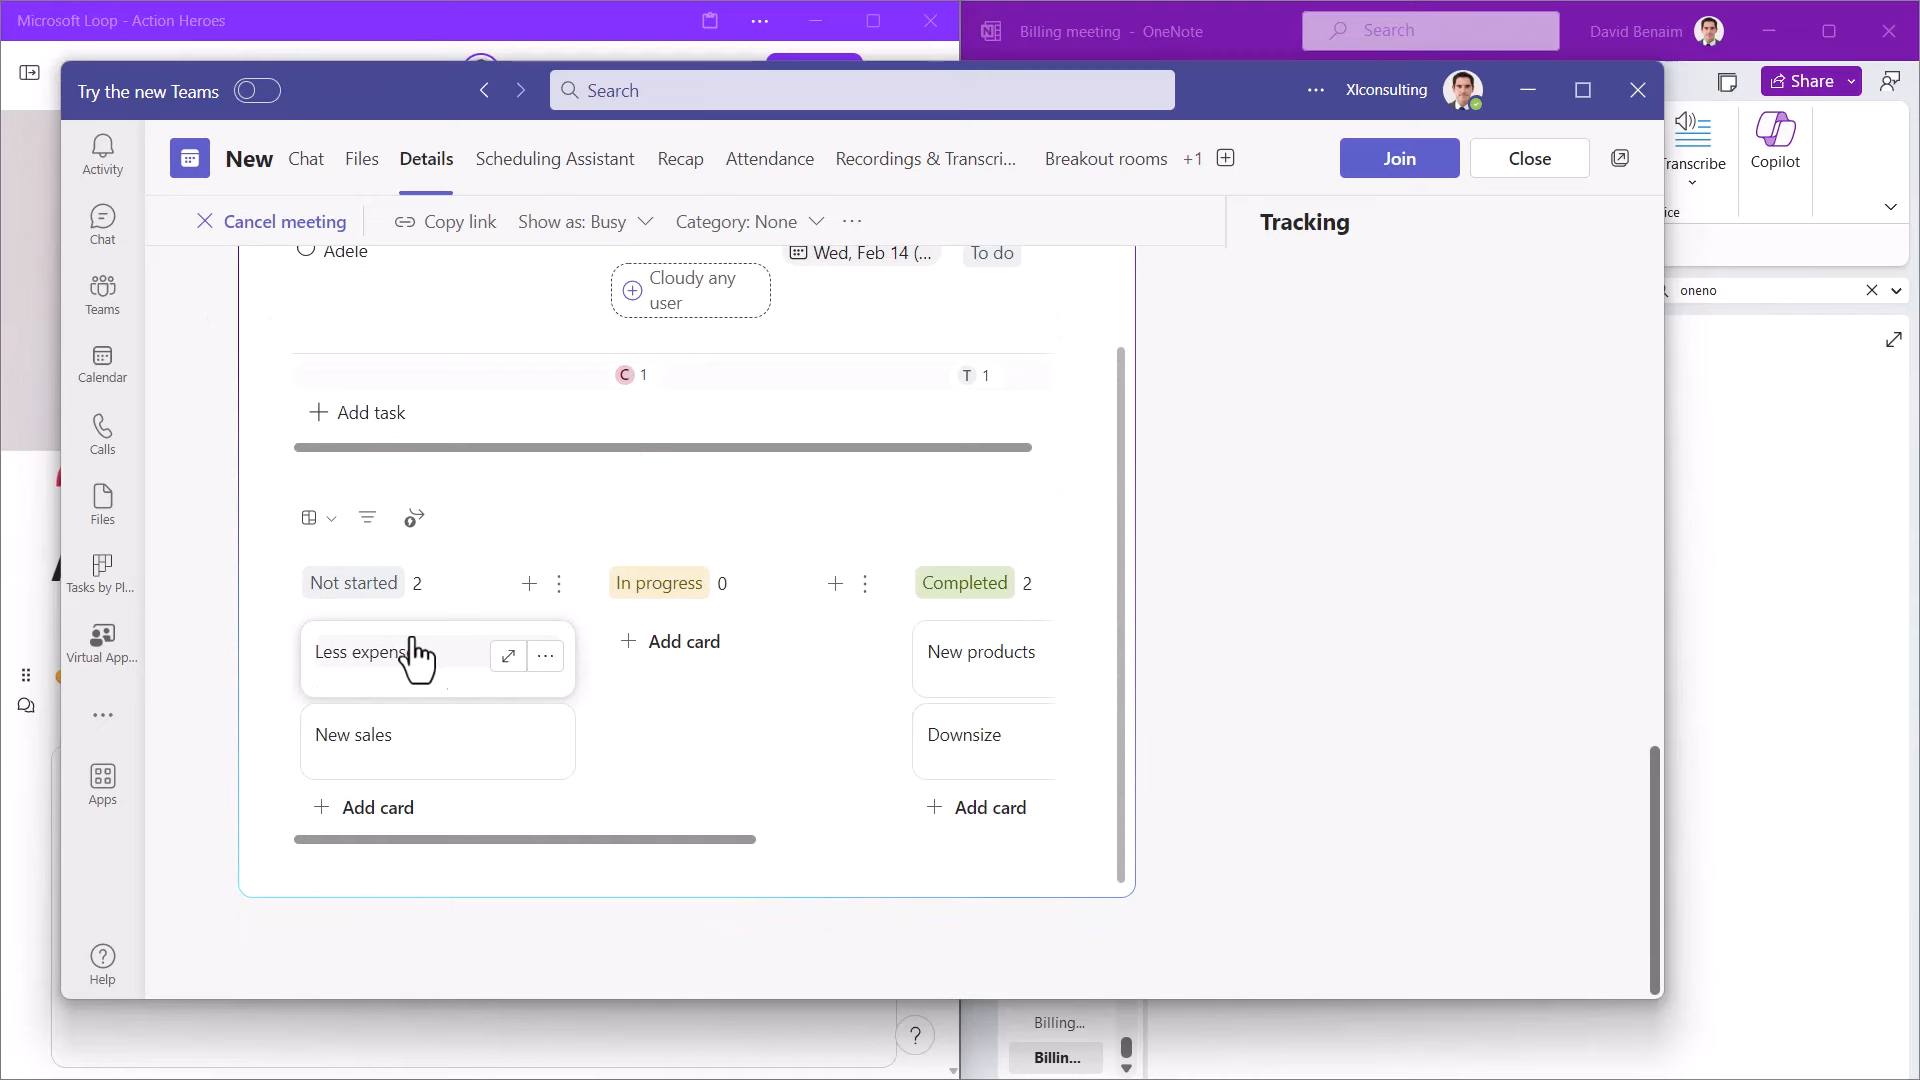 Microsoft Loop - Action Heroes
Billing meeting - OneNote
Search
David Benaim
Try the new Teams
Search
Xlconsulting
Share
Transcribe
Copilot
Activity
Chat
Teams
Calendar
Calls
Files
Tasks by Pl...
Virtual App...
Apps
Help
New
Chat
Files
Details
Scheduling Assistant
Recap
Attendance
Recordings & Transcri...
Breakout rooms
+1
Join
Close
Cancel meeting
Copy link
Show as: Busy
Category: None
Tracking
oneno
Adele
Cloudy any
user
Wed, Feb 14 (...
To do
C 1
T 1
Add task
Not started 2
In progress 0
Completed 2
Less expens
Add card
New products
New sales
Downsize
Add card
Add card
?
Billing...
Billin...